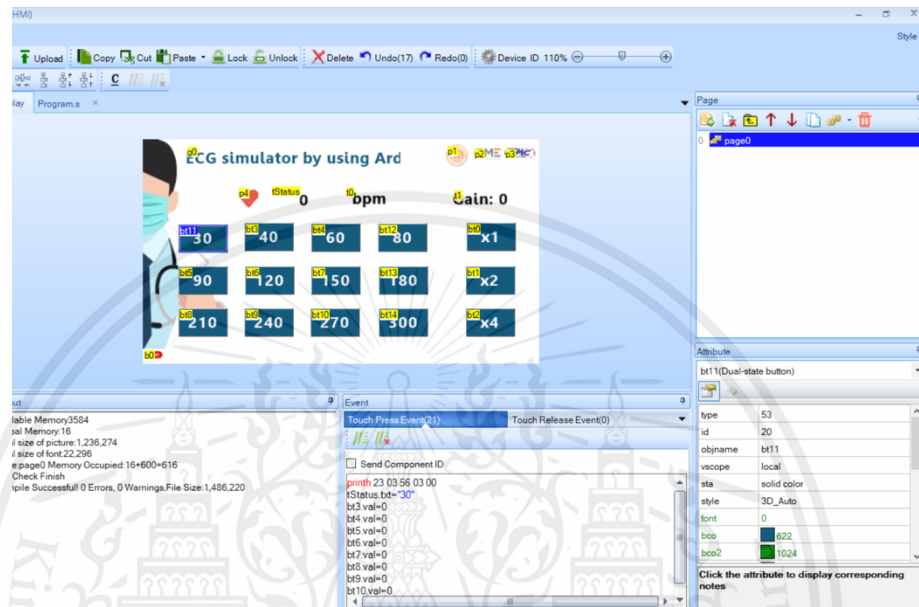 HMI)
Style
Upload Copy Cut Paste Lock Unlock Delete Undo(17) Redo(0) Device ID 110%
Program.s
ECG simulator by using Ard
p1 p2 p3
p4 tStatus 0 t0 bpm t1 Gain: 0
bt11 30 bt3 40 bt4 60 bt12 80 bt0 x1
bt5 90 bt6 120 bt7 150 bt13 180 bt1 x2
bt8 210 bt9 240 bt10 270 bt14 300 bt2 x4
b0
Page
0 page0
Attribute
bt11(Dual-state button)
type 53
id 20
objname bt11
vscope local
sta solid color
style 3D_Auto
font 0
bco 622
bco2 1024
Click the attribute to display corresponding
notes
Memory3584
Memory:16
size of picture:1,236,274
size of font:22,296
page0 Memory Occupied:16+600=616
Check Finish
Successful! 0 Errors, 0 Warnings,File Size:1,486,220
Event
Touch Press Event(21) Touch Release Event(0)
Send Component ID
printh 23 03 56 03 00
tStatus.txt="30"
bt3.val=0
bt4.val=0
bt5.val=0
bt6.val=0
bt7.val=0
bt8.val=0
bt9.val=0
bt10.val=0